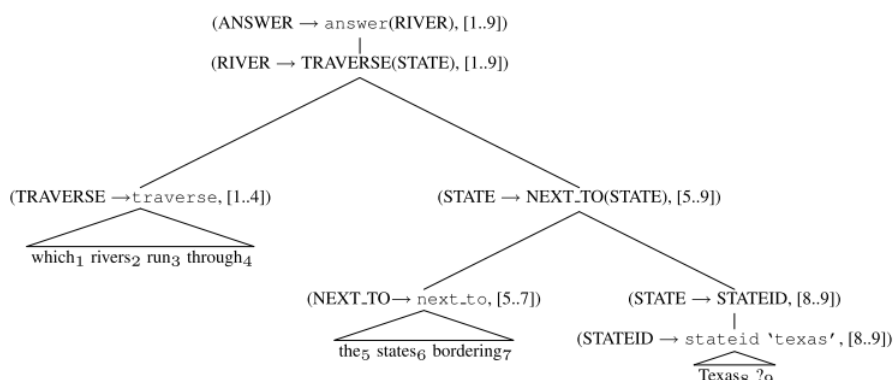 (ANSWER → answer(RIVER), [1..9])
(RIVER → TRAVERSE(STATE), [1..9])
(TRAVERSE →traverse, [1..4]) (STATE → NEXT_TO(STATE), [5..9])
which₁ rivers₂ run₃ through₄
(NEXT_TO→ next_to, [5..7]) (STATE → STATEID, [8..9])
(STATEID → stateid ‘texas’, [8..9])
the₅ states₆ bordering₇
Texas₈ ?₉